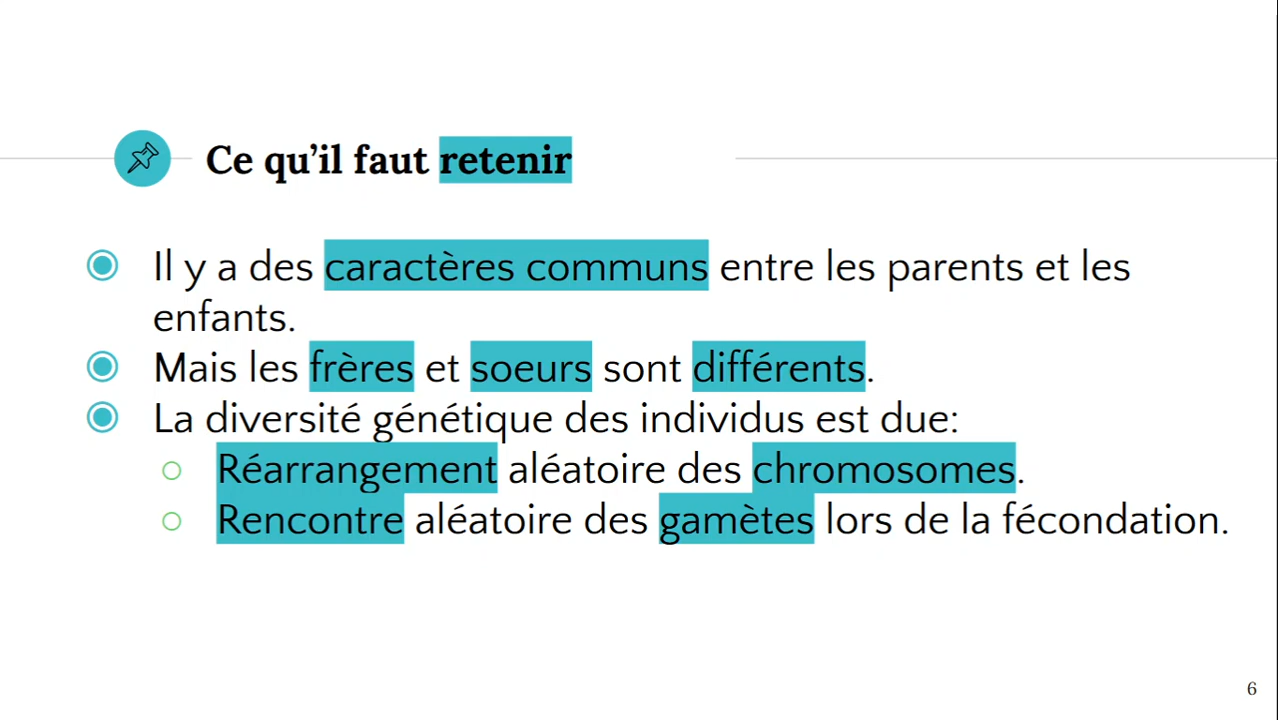 Ce qu'il faut retenir
Il y a des caractères communs entre les parents et les
enfants.
Mais les frères et soeurs sont différents.
La diversité génétique des individus est due:
Réarrangement aléatoire des chromosomes.
Rencontre aléatoire des gamètes lors de la fécondation.
6